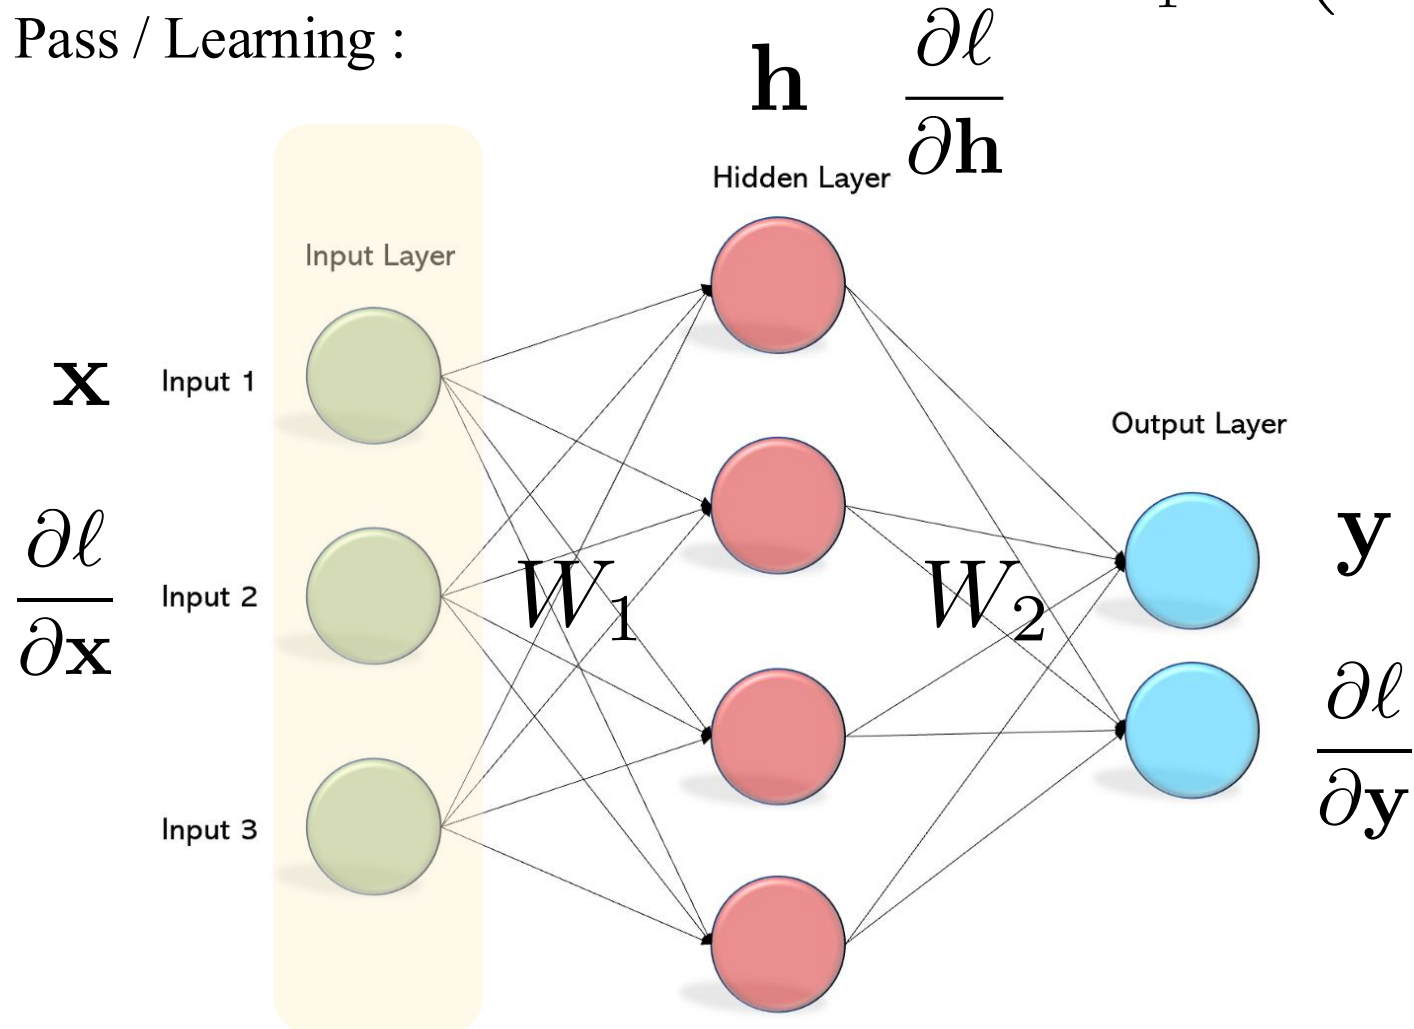 Pass / Learning :
h ∂ℓ/∂h
Hidden Layer
Input Layer
x Input 1
Output Layer
∂ℓ/∂x Input 2
W₁
W₂
y
∂ℓ/∂y
Input 3